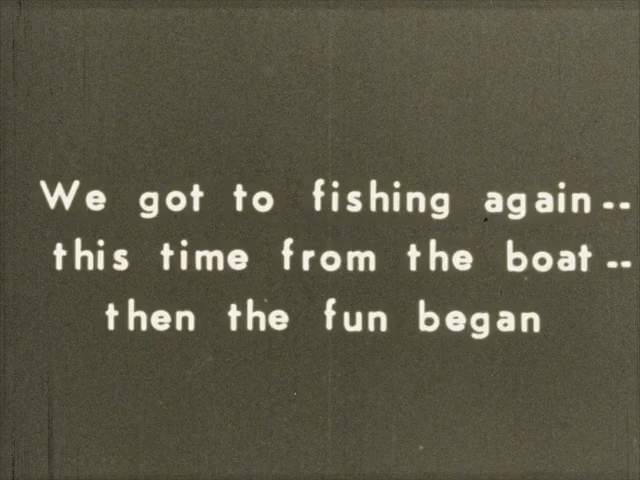 We got to fishing again--
this time from the boat--
then the fun began